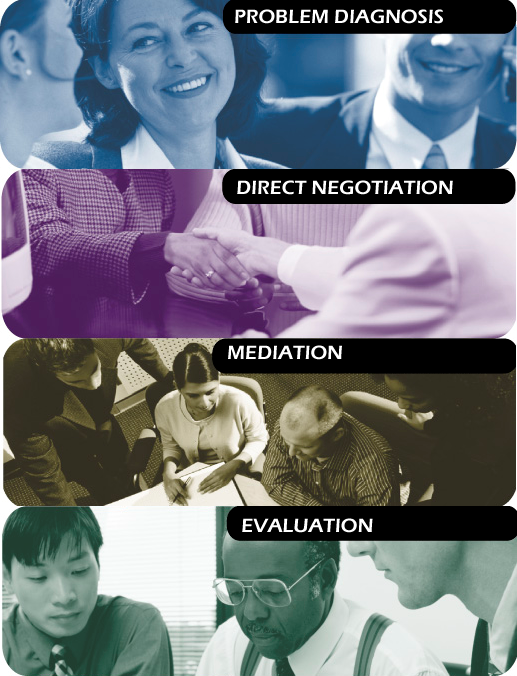 PROBLEM DIAGNOSIS
DIRECT NEGOTIATION
MEDIATION
EVALUATION